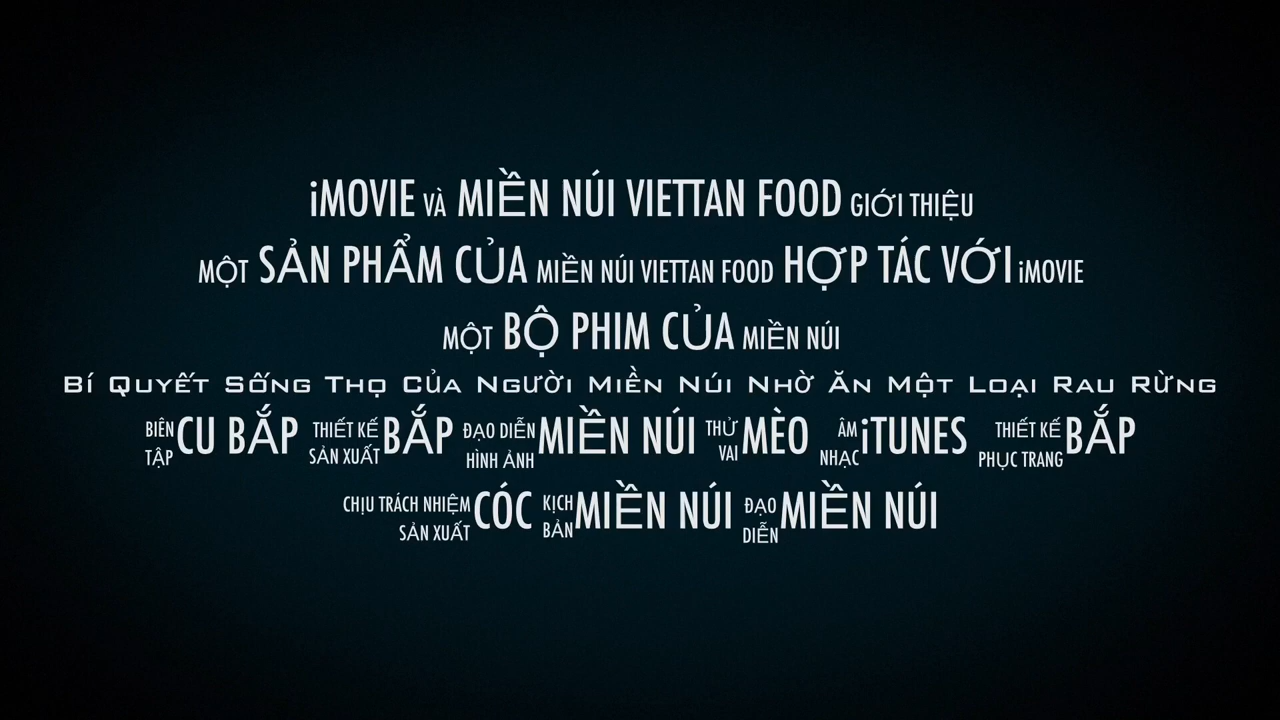 iMOVIE VÀ MIỀN NÚI VIETTAN FOOD GIỚI THIỆU
MỘT SẢN PHẨM CỦA MIỀN NÚI VIETTAN FOOD HỢP TÁC VỚI iMOVIE
MỘT BỘ PHIM CỦA MIỀN NÚI
Bí Quyết Sống Thọ Của Người Miền Núi Nhờ Ăn Một Loại Rau Rừng
BIÊN TẬP CU BẮP THIẾT KẾ SẢN XUẤT BẮP ĐẠO DIỄN HÌNH ẢNH MIỀN NÚI THỬ VAI MÈO ÂM NHẠC iTUNES THIẾT KẾ PHỤC TRANG BẮP
CHỊU TRÁCH NHIỆM SẢN XUẤT CÓC KỊCH BẢN MIỀN NÚI ĐẠO DIỄN MIỀN NÚI